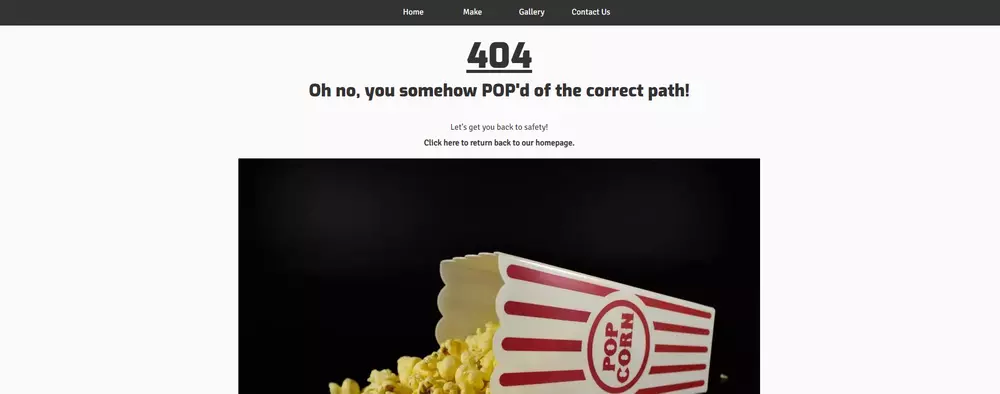 Home Make Gallery Contact Us
404
Oh no, you somehow POP'd of the correct path!
Let's get you back to safety!
Click here to return back to our homepage.
POP
CORN